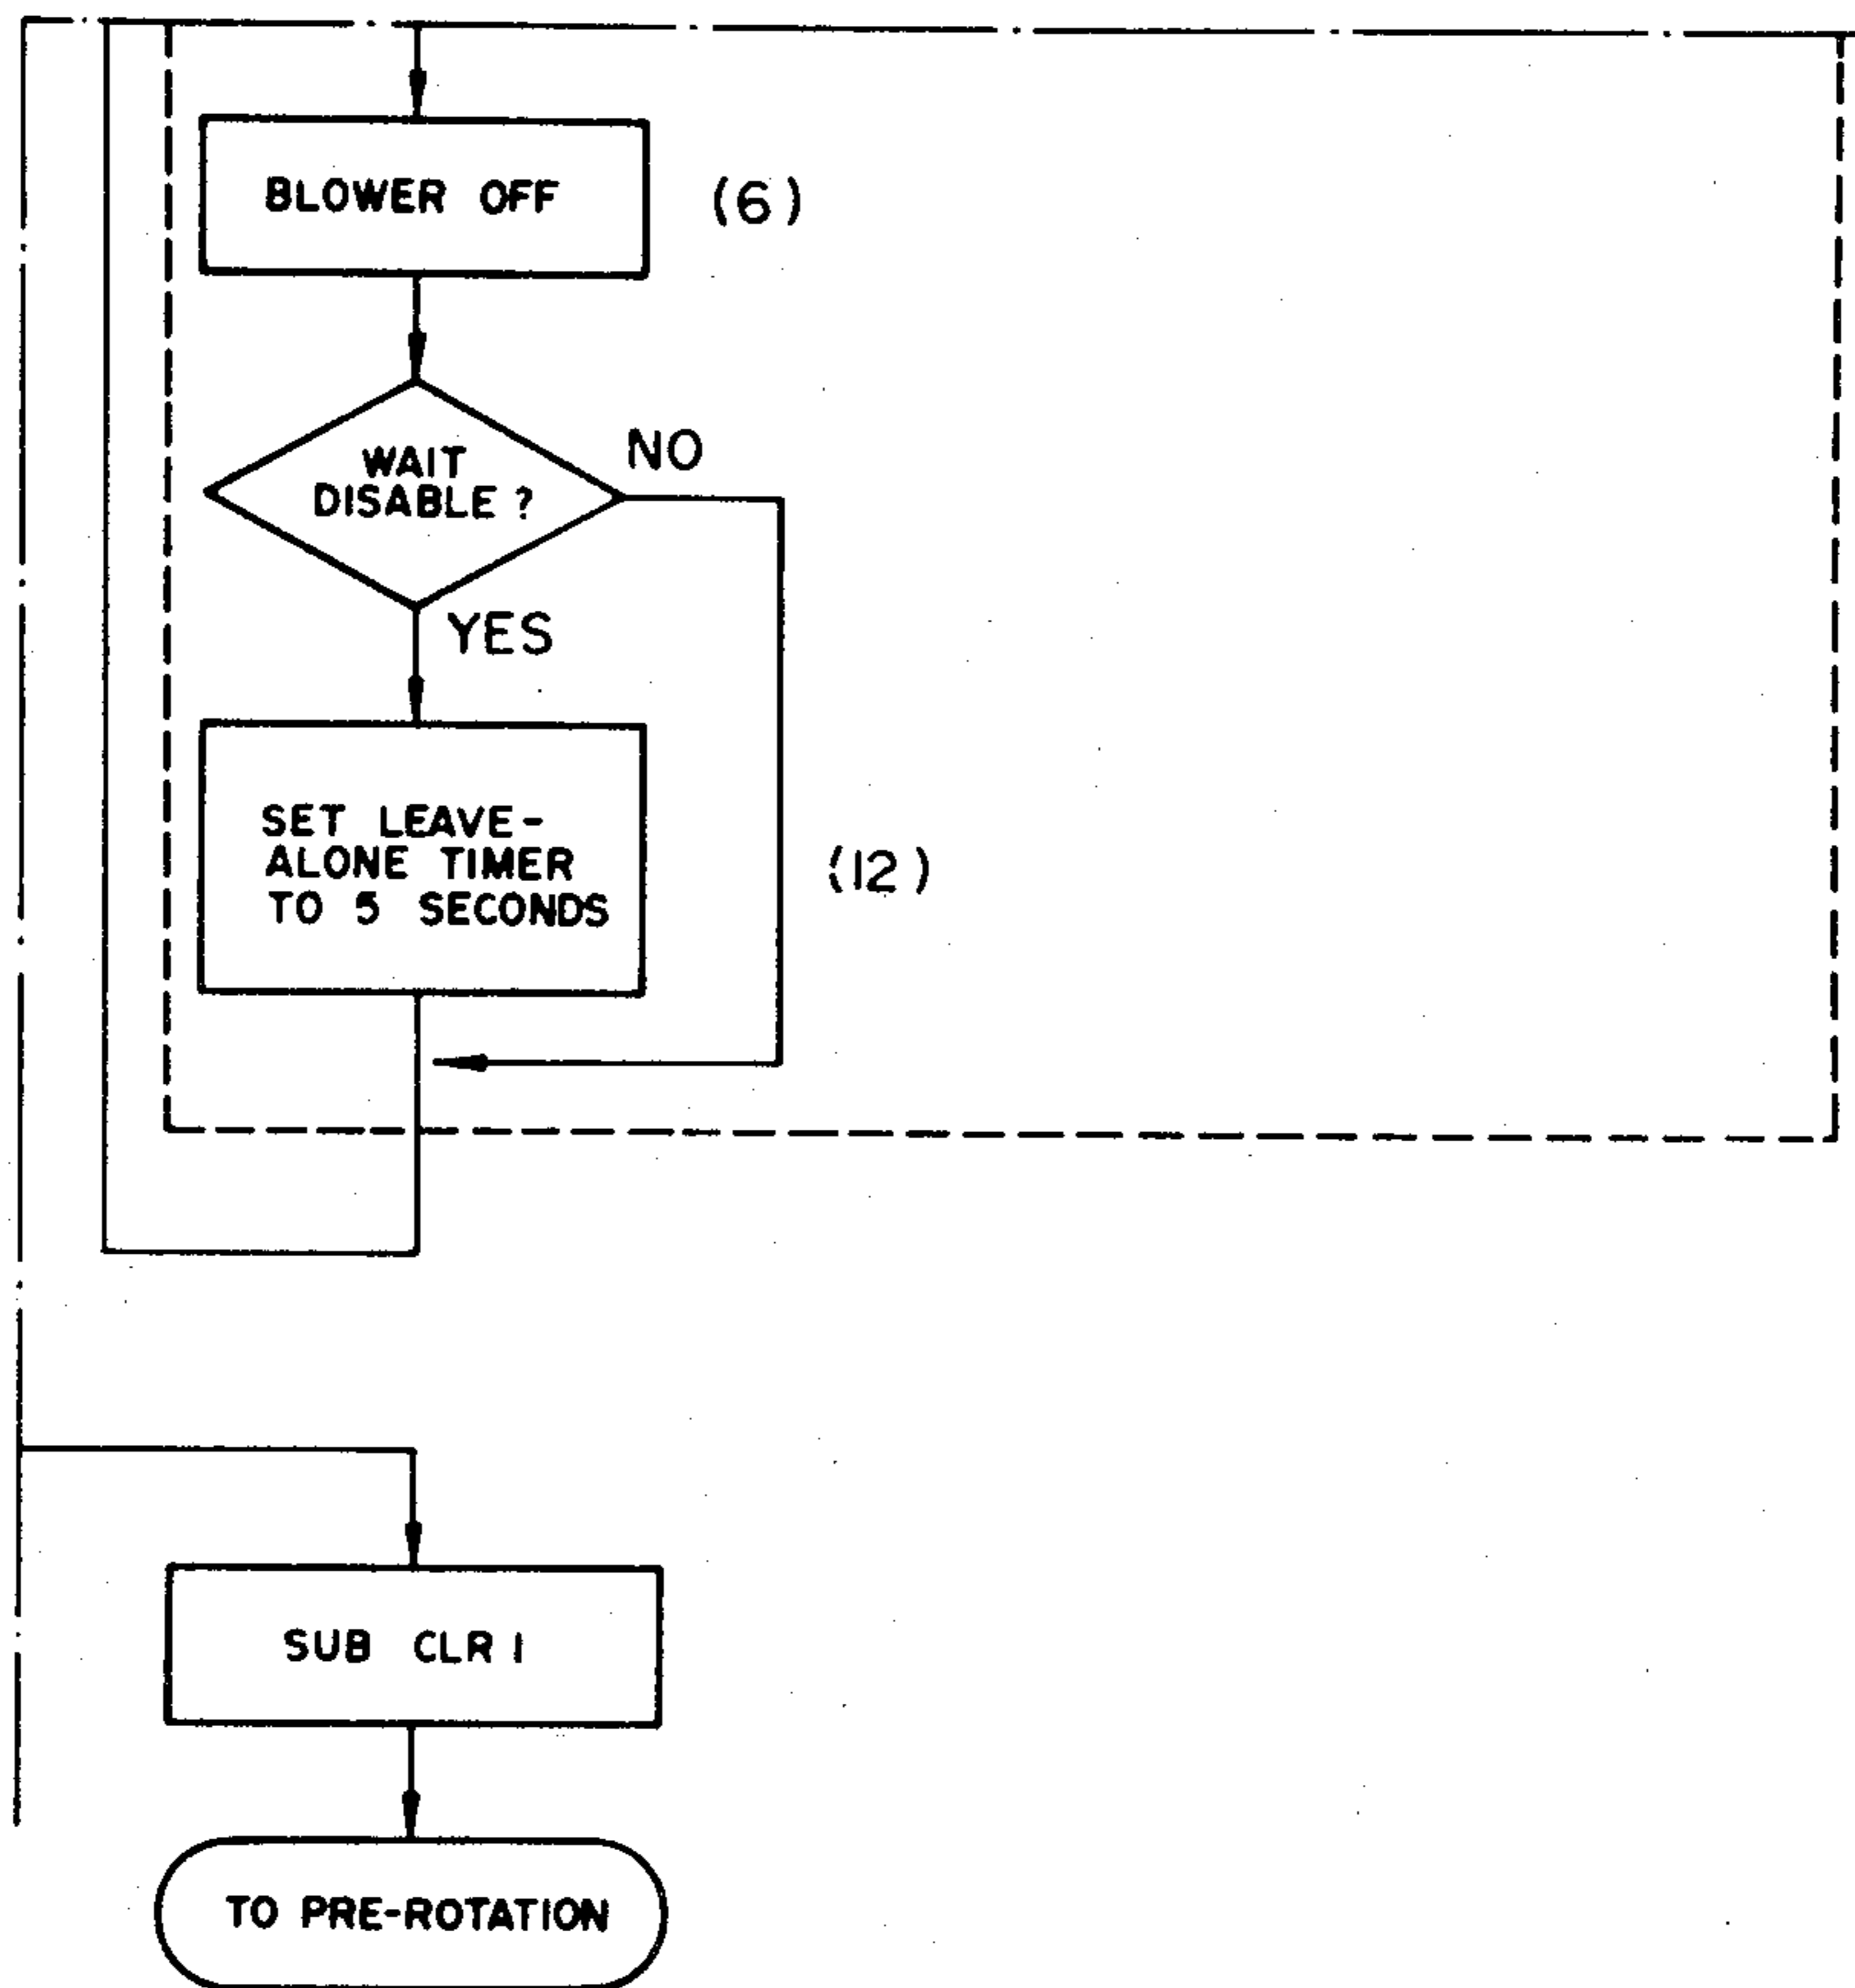 BLOWER OFF
(6)
WAIT
DISABLE ?
NO
YES
SET LEAVE-
ALONE TIMER
TO 5 SECONDS
(12)
SUB CLR 1
TO PRE-ROTATION